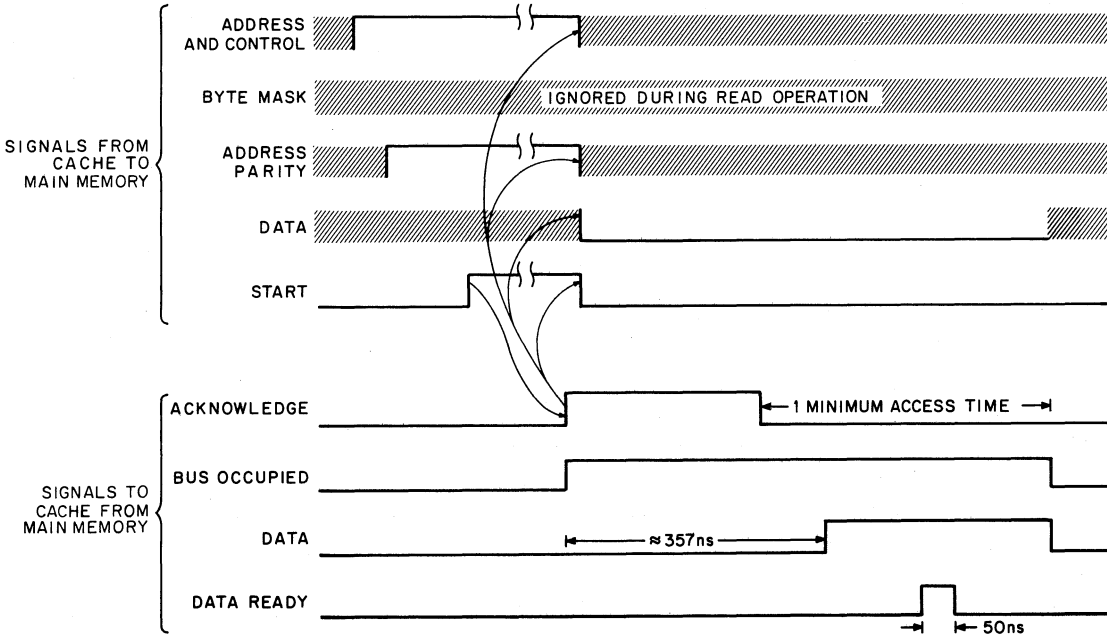 SIGNALS FROM
CACHE TO
MAIN MEMORY
ADDRESS
AND CONTROL
BYTE MASK
IGNORED DURING READ OPERATION
ADDRESS
PARITY
DATA
START
SIGNALS TO
CACHE FROM
MAIN MEMORY
ACKNOWLEDGE
1 MINIMUM ACCESS TIME
BUS OCCUPIED
DATA
≈357ns
DATA READY
50ns